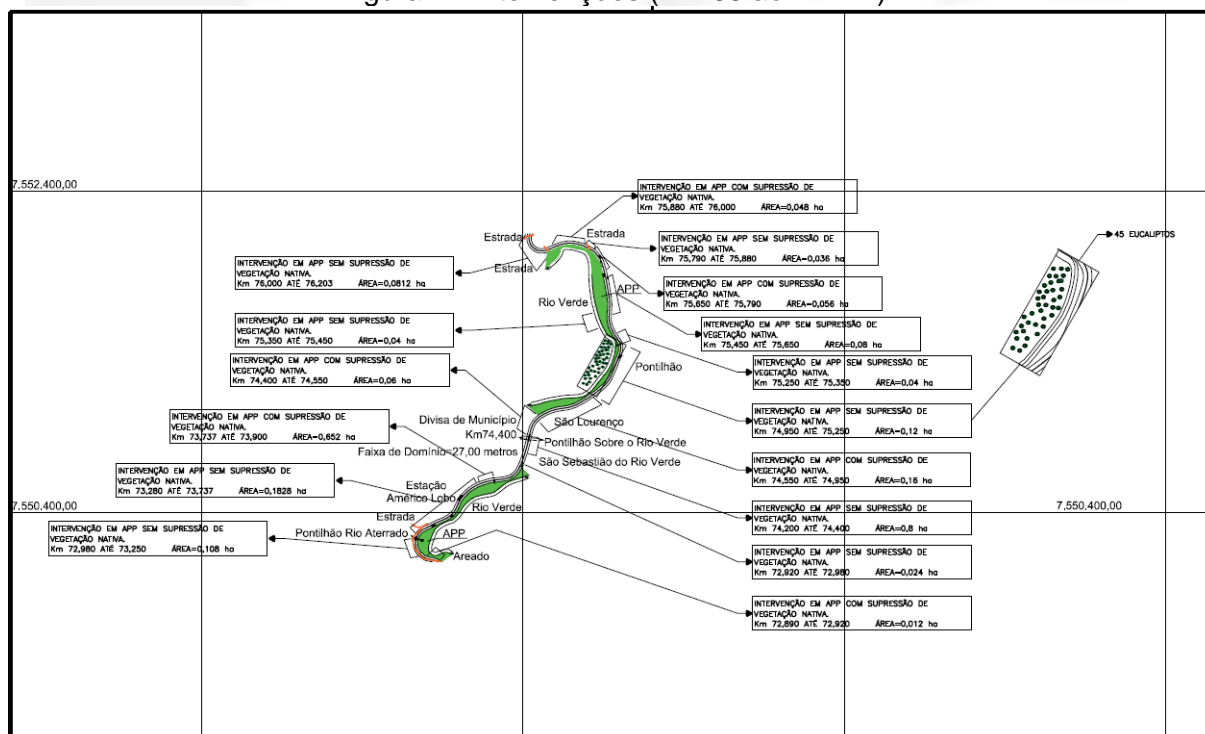 7.552.400,00
INTERVENÇÃO EM APP COM SUPRESSÃO DE
VEGETAÇÃO NATIVA.
Km 75,880 ATÉ 76,000 ÁREA=0,048 ha
Estrada
Estrada
Estrada
INTERVENÇÃO EM APP SEM SUPRESSÃO DE
VEGETAÇÃO NATIVA.
Km 75,790 ATÉ 75,880 ÁREA=0,036 ha
45 EUCALIPTOS
INTERVENÇÃO EM APP SEM SUPRESSÃO DE
VEGETAÇÃO NATIVA.
Km 76,000 ATÉ 76,203 ÁREA=0,0812 ha
INTERVENÇÃO EM APP COM SUPRESSÃO DE
VEGETAÇÃO NATIVA.
Km 75,650 ATÉ 75,790 ÁREA=0,056 ha
APP
Rio Verde
INTERVENÇÃO EM APP SEM SUPRESSÃO DE
VEGETAÇÃO NATIVA.
Km 75,350 ATÉ 75,450 ÁREA=0,04 ha
INTERVENÇÃO EM APP SEM SUPRESSÃO DE
VEGETAÇÃO NATIVA.
Km 75,450 ATÉ 75,650 ÁREA=0,08 ha
INTERVENÇÃO EM APP COM SUPRESSÃO DE
VEGETAÇÃO NATIVA.
Km 74,400 ATÉ 74,550 ÁREA=0,06 ha
Pontilhão
INTERVENÇÃO EM APP SEM SUPRESSÃO DE
VEGETAÇÃO NATIVA.
Km 75,250 ATÉ 75,350 ÁREA=0,04 ha
INTERVENÇÃO EM APP COM SUPRESSÃO DE
VEGETAÇÃO NATIVA.
Km 73,737 ATÉ 73,900 ÁREA=0,652 ha
Divisa de Município
Km74,400
São Lourenço
INTERVENÇÃO EM APP SEM SUPRESSÃO DE
VEGETAÇÃO NATIVA.
Km 74,950 ATÉ 75,250 ÁREA=0,12 ha
Pontilhão Sobre o Rio Verde
Faixa de Domínio=27,00 metros
São Sebastião do Rio Verde
INTERVENÇÃO EM APP COM SUPRESSÃO DE
VEGETAÇÃO NATIVA.
Km 74,550 ATÉ 74,950 ÁREA=0,16 ha
INTERVENÇÃO EM APP SEM SUPRESSÃO DE
VEGETAÇÃO NATIVA.
Km 73,280 ATÉ 73,737 ÁREA=0,1828 ha
Estação
Américo Lobo
Rio Verde
7.550.400,00
INTERVENÇÃO EM APP SEM SUPRESSÃO DE
VEGETAÇÃO NATIVA.
Km 74,200 ATÉ 74,400 ÁREA=0,8 ha
7.550.400,00
Estrada
INTERVENÇÃO EM APP SEM SUPRESSÃO DE
VEGETAÇÃO NATIVA.
Km 72,980 ATÉ 73,250 ÁREA=0,108 ha
Pontilhão Rio Aterrado
APP
Areado
INTERVENÇÃO EM APP SEM SUPRESSÃO DE
VEGETAÇÃO NATIVA.
Km 72,920 ATÉ 72,980 ÁREA=0,024 ha
INTERVENÇÃO EM APP COM SUPRESSÃO DE
VEGETAÇÃO NATIVA.
Km 72,890 ATÉ 72,920 ÁREA=0,012 ha